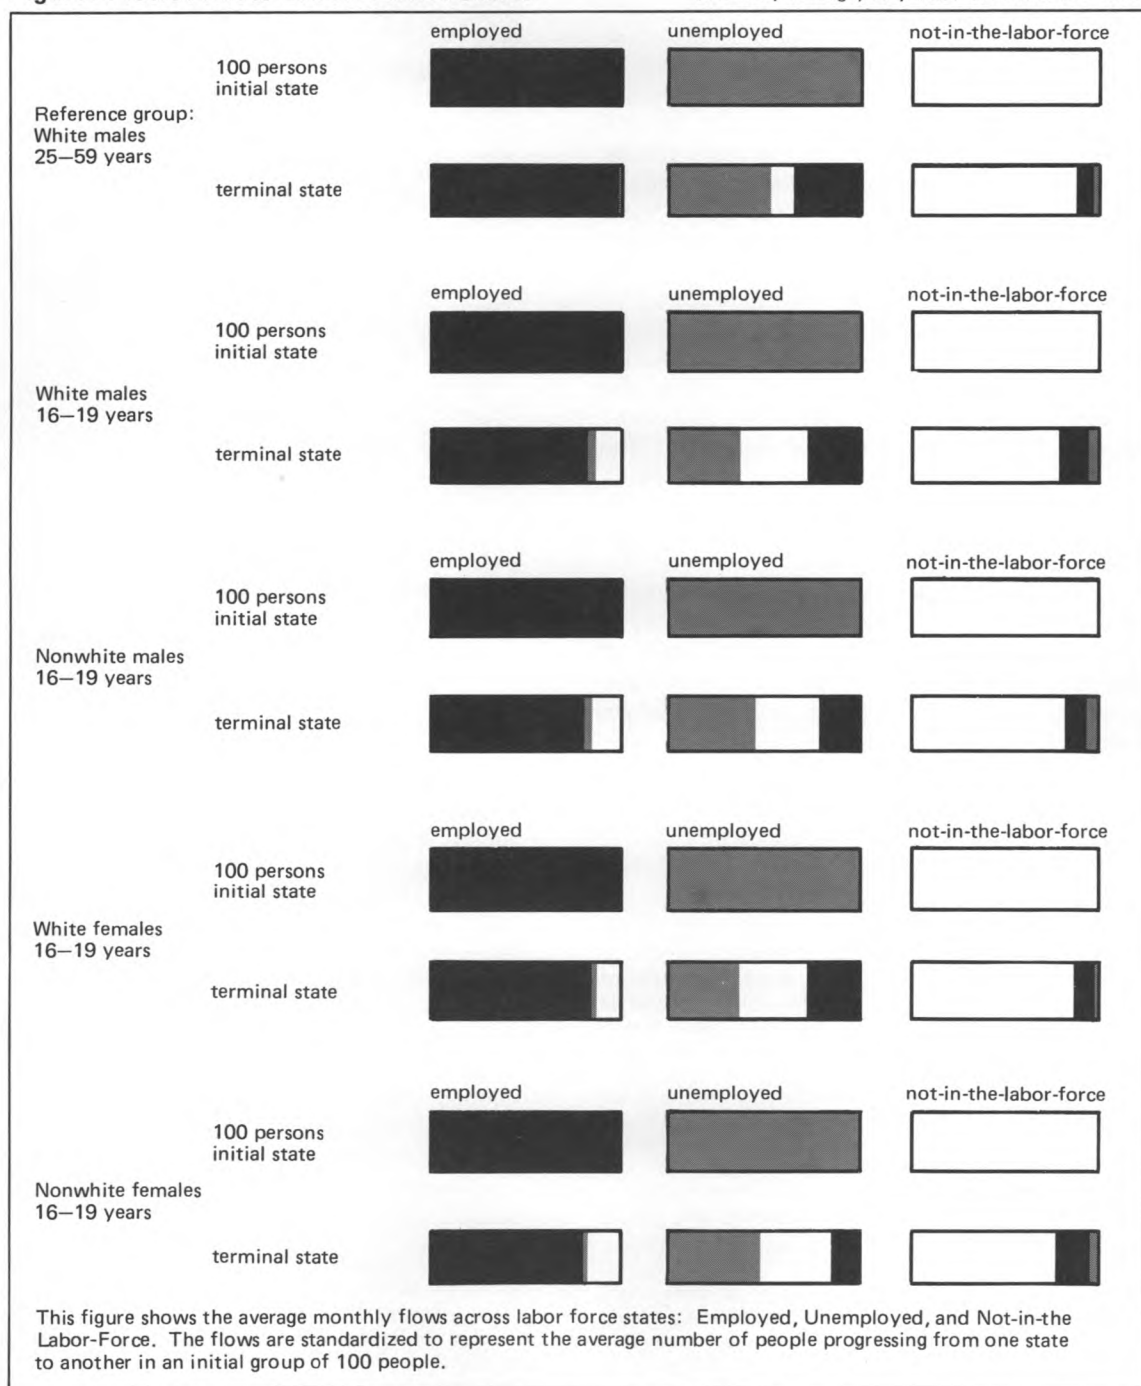 employed unemployed not-in-the-labor-force
100 persons
initial state
Reference group:
White males
25–59 years
terminal state
employed unemployed not-in-the-labor-force
100 persons
initial state
White males
16–19 years
terminal state
employed unemployed not-in-the-labor-force
100 persons
initial state
Nonwhite males
16–19 years
terminal state
employed unemployed not-in-the-labor-force
100 persons
initial state
White females
16–19 years
terminal state
employed unemployed not-in-the-labor-force
100 persons
initial state
Nonwhite females
16–19 years
terminal state
This figure shows the average monthly flows across labor force states: Employed, Unemployed, and Not-in-the
Labor-Force. The flows are standardized to represent the average number of people progressing from one state
to another in an initial group of 100 people.